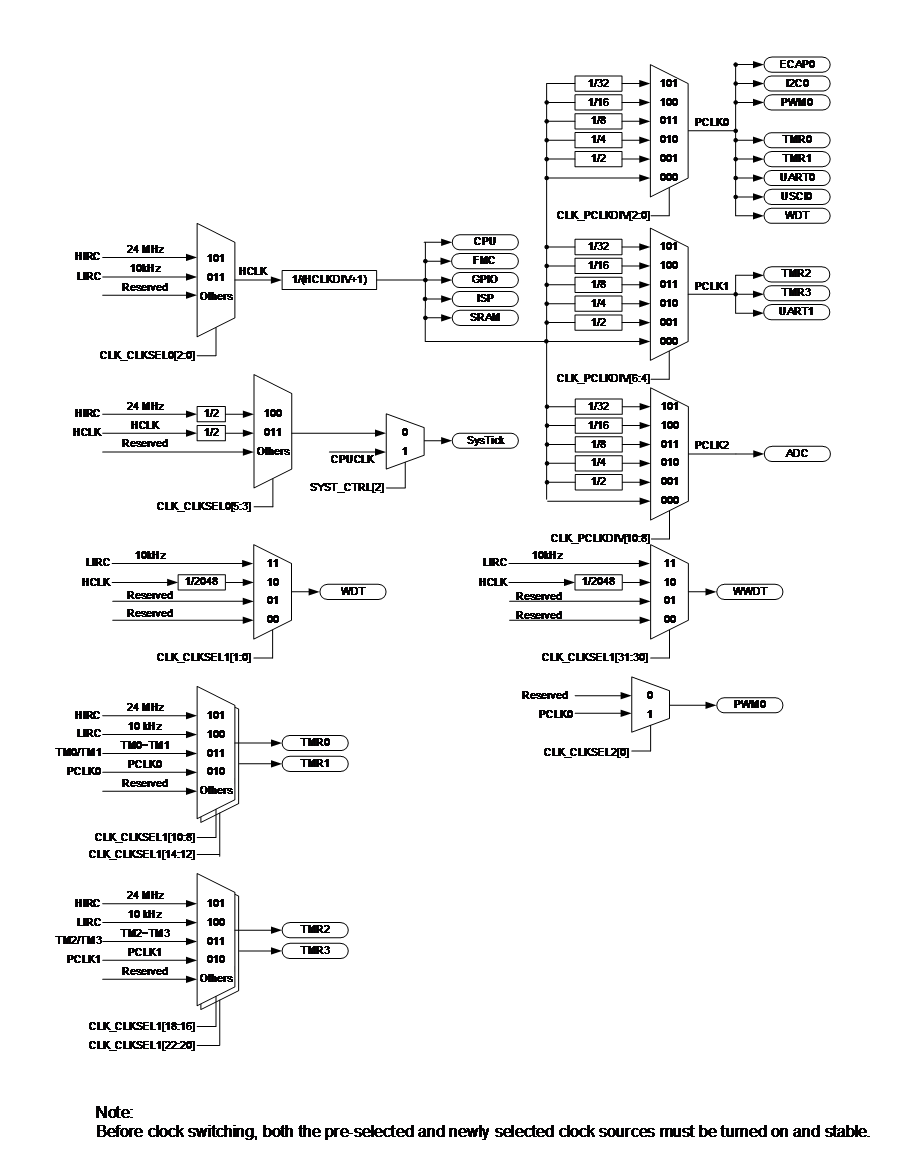 ECAP0
I2C0
PWM0
TMR0
TMR1
UART0
USCI0
WDT
PCLK0
1/32
1/16
1/8
1/4
1/2
101
100
011
010
001
000
CLK_PCLKDIV[2:0]
HIRC
24 MHz
LIRC
10kHz
Reserved
101
011
Others
HCLK
1/(HCLKDIV+1)
CLK_CLKSEL0[2:0]
CPU
FMC
GPIO
ISP
SRAM
1/32
1/16
1/8
1/4
1/2
101
100
011
010
001
000
PCLK1
TMR2
TMR3
UART1
CLK_PCLKDIV[6:4]
HIRC
24 MHz
1/2
HCLK
HCLK
1/2
Reserved
100
011
Others
CLK_CLKSEL0[5:3]
CPUCLK
0
1
SYST_CTRL[2]
SysTick
1/32
1/16
1/8
1/4
1/2
101
100
011
010
001
000
PCLK2
ADC
CLK_PCLKDIV[10:8]
LIRC
10kHz
HCLK
1/2048
Reserved
Reserved
11
10
01
00
WDT
CLK_CLKSEL1[1:0]
LIRC
10kHz
HCLK
1/2048
Reserved
Reserved
11
10
01
00
WWDT
CLK_CLKSEL1[31:30]
Reserved
PCLK0
0
1
PWM0
CLK_CLKSEL2[0]
HIRC
24 MHz
LIRC
10 kHz
TM0/TM1
TM0~TM1
PCLK0
PCLK0
Reserved
101
100
011
010
Others
TMR0
TMR1
CLK_CLKSEL1[10:8]
CLK_CLKSEL1[14:12]
HIRC
24 MHz
LIRC
10 kHz
TM2/TM3
TM2~TM3
PCLK1
PCLK1
Reserved
101
100
011
010
Others
TMR2
TMR3
CLK_CLKSEL1[18:16]
CLK_CLKSEL1[22:20]
Note:
Before clock switching, both the pre-selected and newly selected clock sources must be turned on and stable.